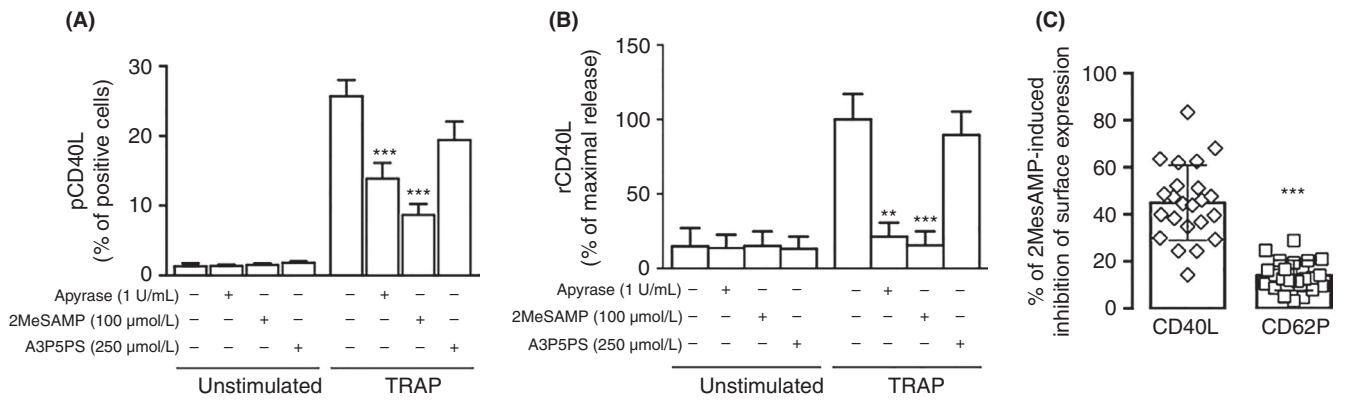 (A)
pCD40L
(% of positive cells)
30
20
10
0
***
***
Apyrase (1 U/mL) – + – – – + – –
2MeSAMP (100 µmol/L) – – + – – – + –
A3P5PS (250 µmol/L) – – – + – – – +
Unstimulated TRAP
(B)
rCD40L
(% of maximal release)
150
100
50
0
**
***
Apyrase (1 U/mL) – + – – – + – –
2MeSAMP (100 µmol/L) – – + – – – + –
A3P5PS (250 µmol/L) – – – + – – – +
Unstimulated TRAP
(C)
% of 2MesAMP-induced
inhibition of surface expression
100
80
60
40
20
0
***
CD40L CD62P